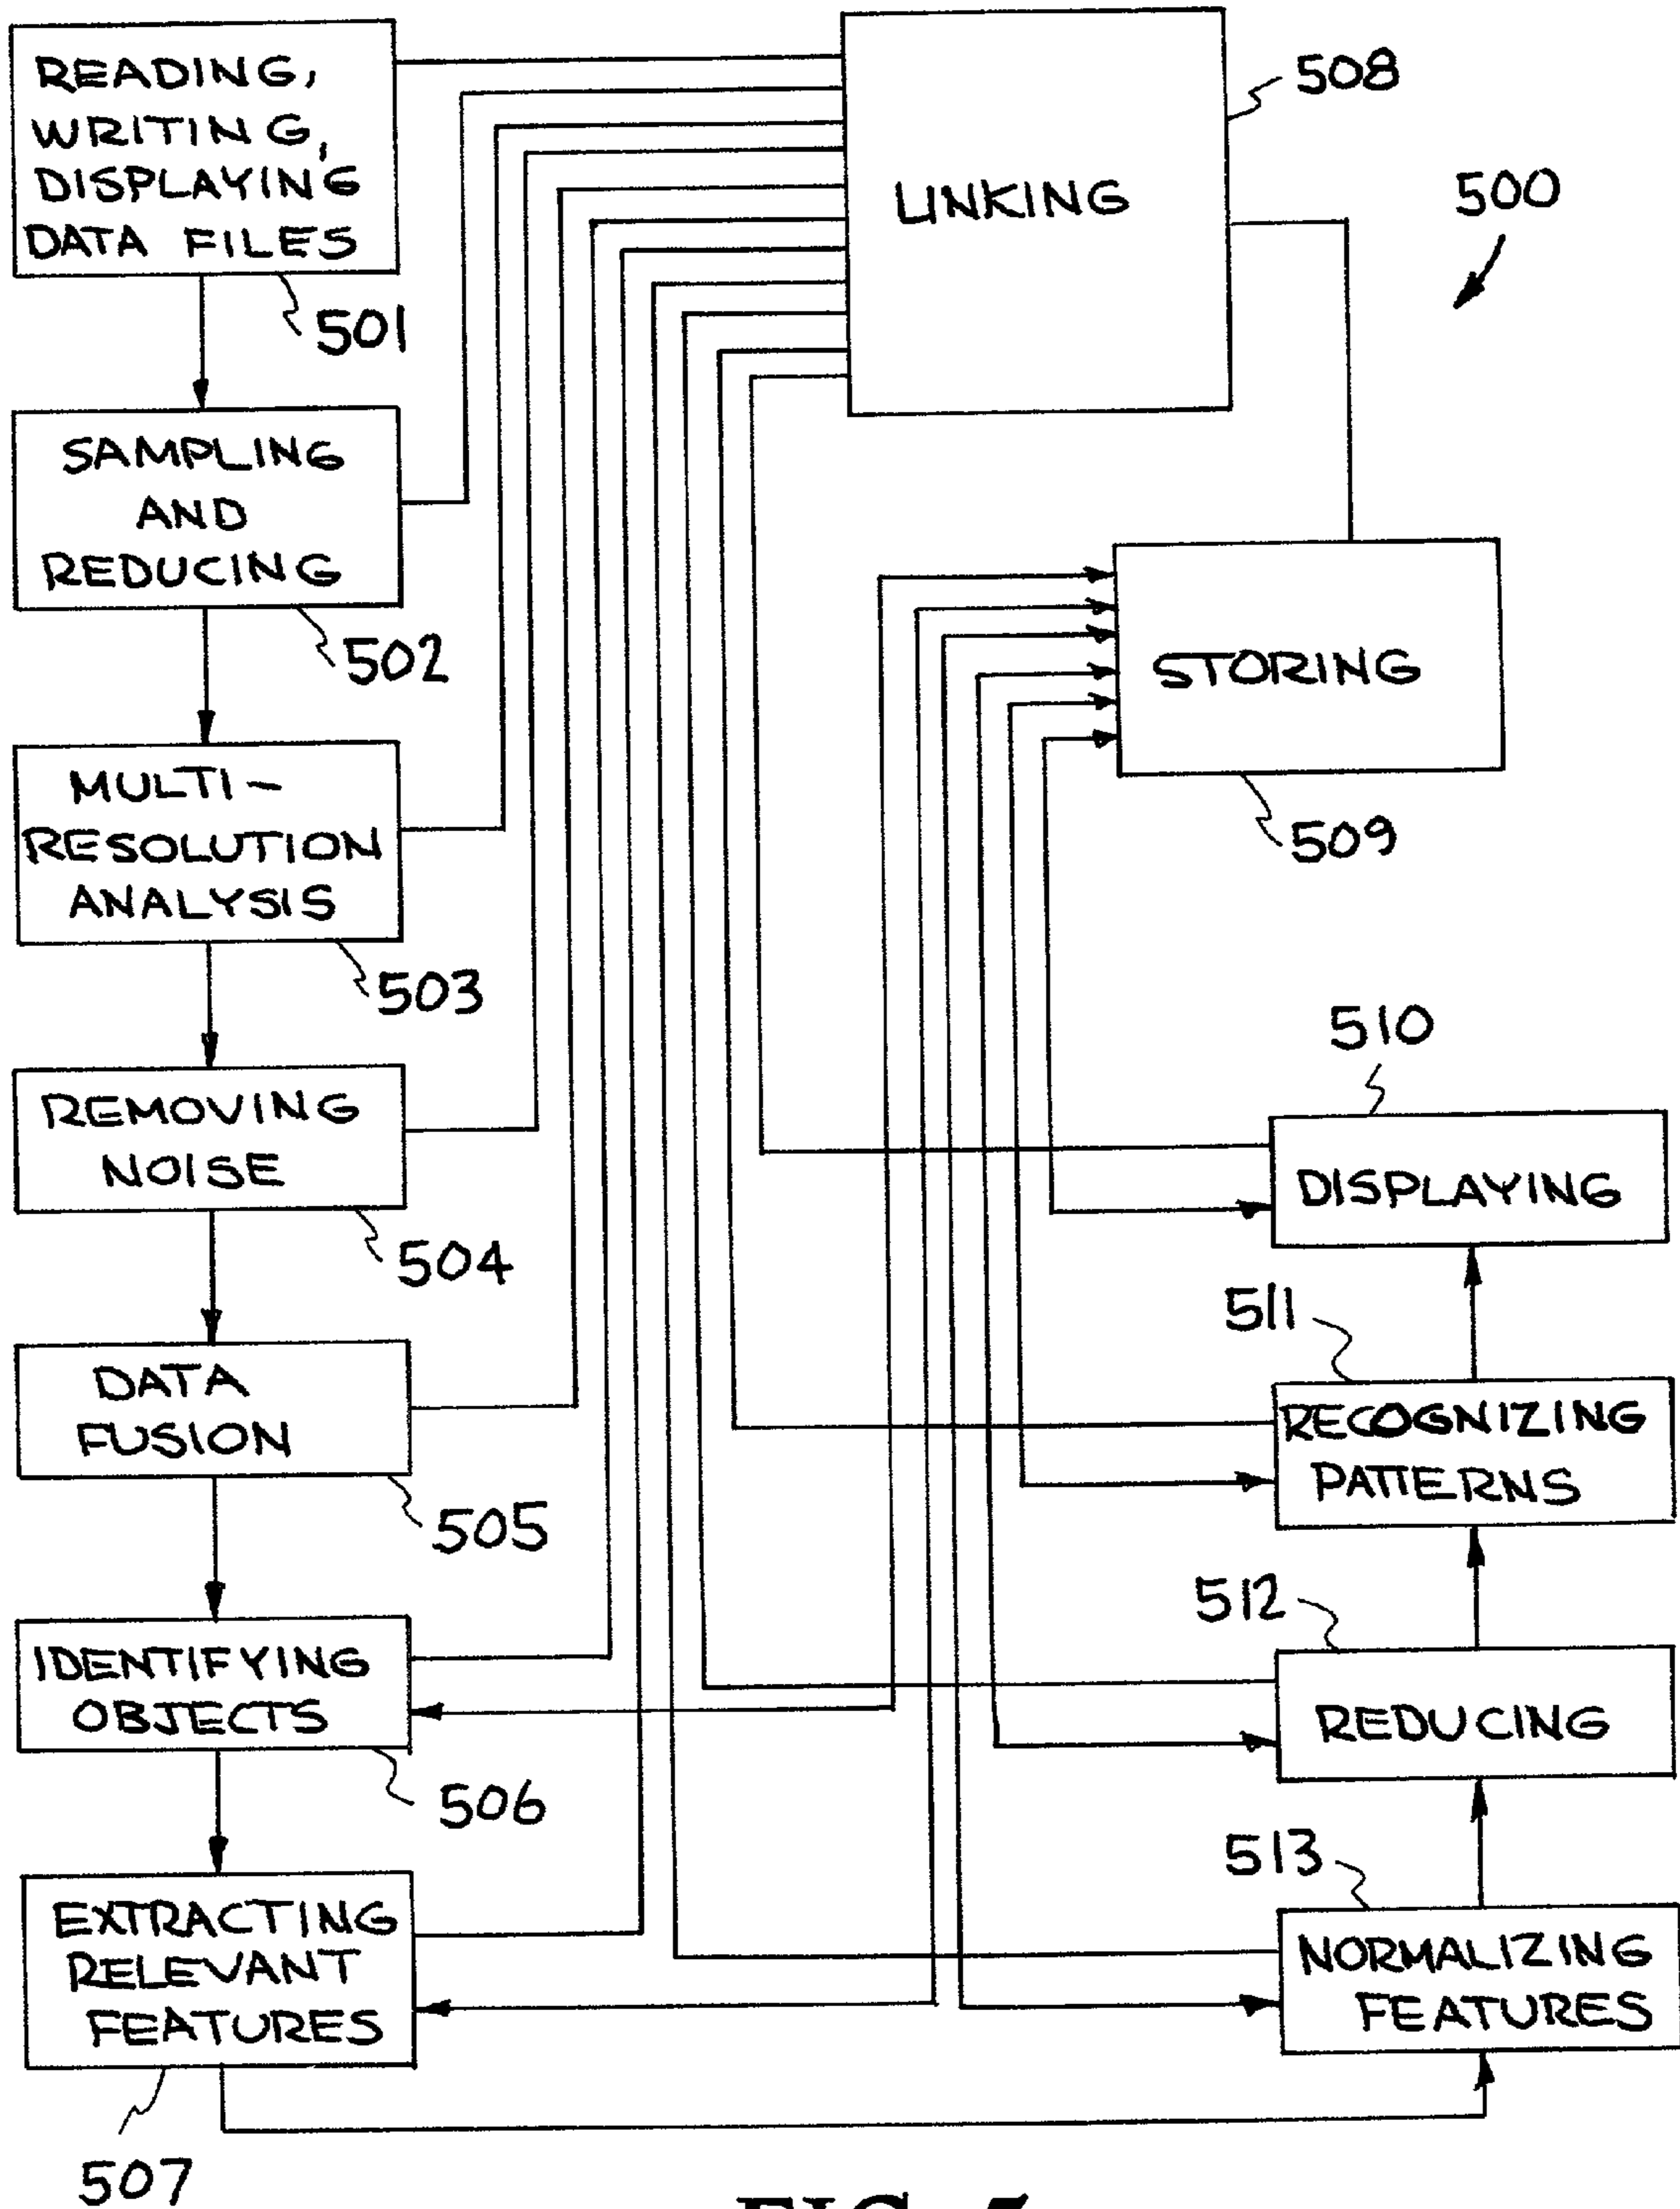 READING,
WRITING,
DISPLAYING
DATA FILES
501
SAMPLING
AND
REDUCING
502
MULTI-
RESOLUTION
ANALYSIS
503
REMOVING
NOISE
504
DATA
FUSION
505
IDENTIFYING
OBJECTS
506
EXTRACTING
RELEVANT
FEATURES
507
LINKING
508
500
STORING
509
510
DISPLAYING
511
RECOGNIZING
PATTERNS
512
REDUCING
513
NORMALIZING
FEATURES
FIG. 5